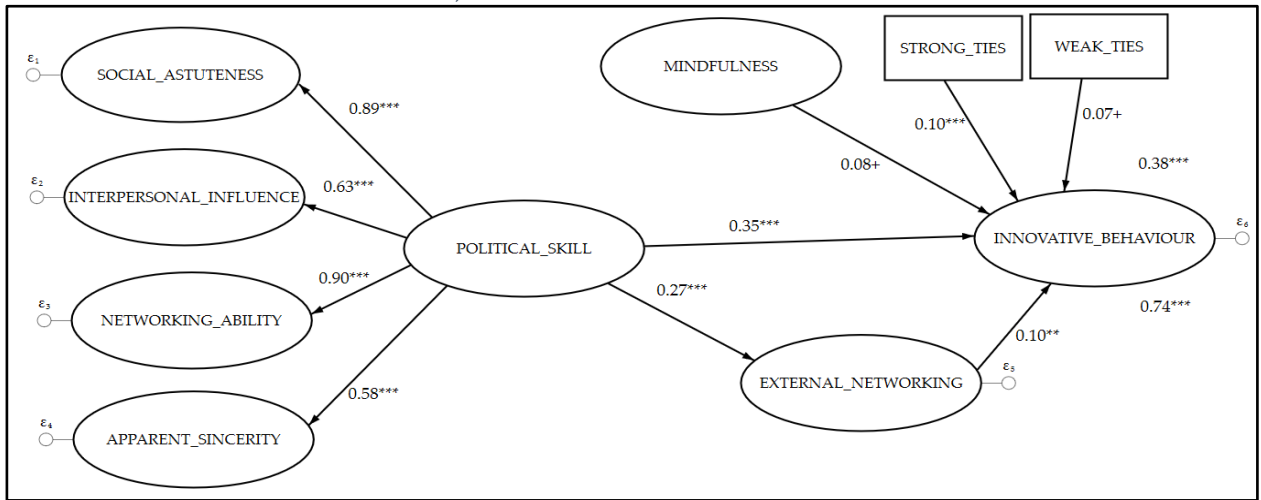 ε₁
SOCIAL_ASTUTENESS
0.89***
ε₂
INTERPERSONAL_INFLUENCE
0.63***
POLITICAL_SKILL
ε₃
NETWORKING_ABILITY
0.90***
ε₄
APPARENT_SINCERITY
0.58***
MINDFULNESS
STRONG_TIES
WEAK_TIES
0.08+
0.10***
0.07+
0.38***
0.35***
INNOVATIVE_BEHAVIOUR
ε₆
0.27***
0.74***
0.10**
EXTERNAL_NETWORKING
ε₅